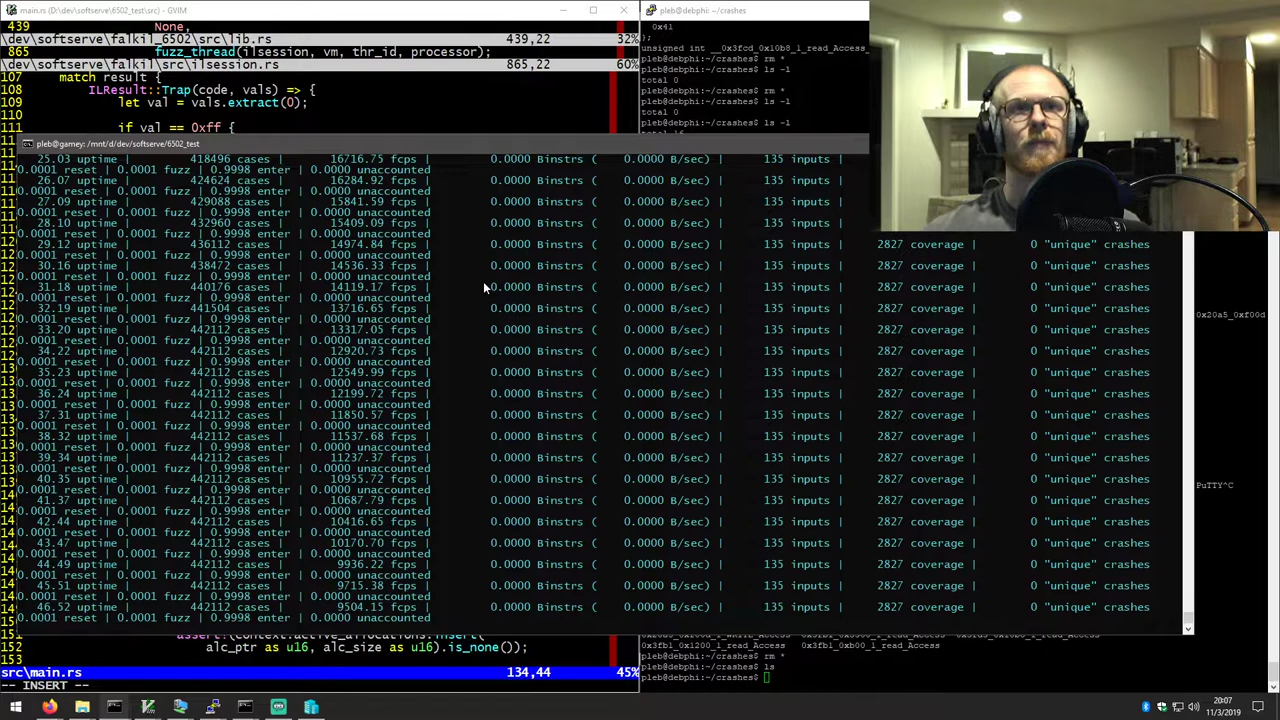 main.rs (D:\dev\softserve\6502_test\src) - GVIM
439 None,
\dev\softserve\falkil_6502\src\lib.rs 439,22 32%
865 fuzz_thread(ilsession, vm, thr_id, processor);
\dev\softserve\falkil\src\ilsession.rs 865,22 60%
107 match result {
108 ILResult::Trap(code, vals) => {
109 let val = vals.extract(0);
111 if val == 0xff {
pleb@debphi: ~/crashes
0x41
};
unsigned int __0x3fcd_0x10b8_1_read_Access_
pleb@debphi:~/crashes$ rm *
pleb@debphi:~/crashes$ ls -l
total 0
pleb@debphi:~/crashes$ rm *
pleb@debphi:~/crashes$ ls -l
total 0
pleb@debphi:~/crashes$ ls -l
pleb@gamey: /mnt/d/dev/softserve/6502_test
25.03 uptime | 418496 cases | 16716.75 fcps | 0.0000 Binstrs ( 0.0000 B/sec) | 135 inputs |
0.0001 reset | 0.0001 fuzz | 0.9998 enter | 0.0000 unaccounted
26.07 uptime | 424624 cases | 16284.92 fcps | 0.0000 Binstrs ( 0.0000 B/sec) | 135 inputs |
0.0001 reset | 0.0001 fuzz | 0.9998 enter | 0.0000 unaccounted
27.09 uptime | 429088 cases | 15841.59 fcps | 0.0000 Binstrs ( 0.0000 B/sec) | 135 inputs |
0.0001 reset | 0.0001 fuzz | 0.9998 enter | 0.0000 unaccounted
28.10 uptime | 432960 cases | 15409.09 fcps | 0.0000 Binstrs ( 0.0000 B/sec) | 135 inputs |
0.0001 reset | 0.0001 fuzz | 0.9998 enter | 0.0000 unaccounted
29.12 uptime | 436112 cases | 14974.84 fcps | 0.0000 Binstrs ( 0.0000 B/sec) | 135 inputs | 2827 coverage | 0 "unique" crashes
0.0001 reset | 0.0001 fuzz | 0.9998 enter | 0.0000 unaccounted
30.16 uptime | 438472 cases | 14536.33 fcps | 0.0000 Binstrs ( 0.0000 B/sec) | 135 inputs | 2827 coverage | 0 "unique" crashes
0.0001 reset | 0.0001 fuzz | 0.9998 enter | 0.0000 unaccounted
31.18 uptime | 440176 cases | 14119.17 fcps | 0.0000 Binstrs ( 0.0000 B/sec) | 135 inputs | 2827 coverage | 0 "unique" crashes
0.0001 reset | 0.0001 fuzz | 0.9998 enter | 0.0000 unaccounted
32.19 uptime | 441504 cases | 13716.65 fcps | 0.0000 Binstrs ( 0.0000 B/sec) | 135 inputs | 2827 coverage | 0 "unique" crashes
0.0001 reset | 0.0001 fuzz | 0.9998 enter | 0.0000 unaccounted
33.20 uptime | 442112 cases | 13317.05 fcps | 0.0000 Binstrs ( 0.0000 B/sec) | 135 inputs | 2827 coverage | 0 "unique" crashes
0.0001 reset | 0.0001 fuzz | 0.9998 enter | 0.0000 unaccounted
34.22 uptime | 442112 cases | 12920.73 fcps | 0.0000 Binstrs ( 0.0000 B/sec) | 135 inputs | 2827 coverage | 0 "unique" crashes
0.0001 reset | 0.0001 fuzz | 0.9998 enter | 0.0000 unaccounted
35.23 uptime | 442112 cases | 12549.99 fcps | 0.0000 Binstrs ( 0.0000 B/sec) | 135 inputs | 2827 coverage | 0 "unique" crashes
0.0001 reset | 0.0001 fuzz | 0.9998 enter | 0.0000 unaccounted
36.24 uptime | 442112 cases | 12199.72 fcps | 0.0000 Binstrs ( 0.0000 B/sec) | 135 inputs | 2827 coverage | 0 "unique" crashes
0.0001 reset | 0.0001 fuzz | 0.9998 enter | 0.0000 unaccounted
37.31 uptime | 442112 cases | 11850.57 fcps | 0.0000 Binstrs ( 0.0000 B/sec) | 135 inputs | 2827 coverage | 0 "unique" crashes
0.0001 reset | 0.0001 fuzz | 0.9998 enter | 0.0000 unaccounted
38.32 uptime | 442112 cases | 11537.68 fcps | 0.0000 Binstrs ( 0.0000 B/sec) | 135 inputs | 2827 coverage | 0 "unique" crashes
0.0001 reset | 0.0001 fuzz | 0.9998 enter | 0.0000 unaccounted
39.34 uptime | 442112 cases | 11237.37 fcps | 0.0000 Binstrs ( 0.0000 B/sec) | 135 inputs | 2827 coverage | 0 "unique" crashes
0.0001 reset | 0.0001 fuzz | 0.9998 enter | 0.0000 unaccounted
40.35 uptime | 442112 cases | 10955.72 fcps | 0.0000 Binstrs ( 0.0000 B/sec) | 135 inputs | 2827 coverage | 0 "unique" crashes
0.0001 reset | 0.0001 fuzz | 0.9998 enter | 0.0000 unaccounted
41.37 uptime | 442112 cases | 10687.79 fcps | 0.0000 Binstrs ( 0.0000 B/sec) | 135 inputs | 2827 coverage | 0 "unique" crashes
0.0001 reset | 0.0001 fuzz | 0.9998 enter | 0.0000 unaccounted
42.44 uptime | 442112 cases | 10416.65 fcps | 0.0000 Binstrs ( 0.0000 B/sec) | 135 inputs | 2827 coverage | 0 "unique" crashes
0.0001 reset | 0.0001 fuzz | 0.9998 enter | 0.0000 unaccounted
43.47 uptime | 442112 cases | 10170.70 fcps | 0.0000 Binstrs ( 0.0000 B/sec) | 135 inputs | 2827 coverage | 0 "unique" crashes
0.0001 reset | 0.0001 fuzz | 0.9998 enter | 0.0000 unaccounted
44.49 uptime | 442112 cases | 9936.22 fcps | 0.0000 Binstrs ( 0.0000 B/sec) | 135 inputs | 2827 coverage | 0 "unique" crashes
0.0001 reset | 0.0001 fuzz | 0.9998 enter | 0.0000 unaccounted
45.51 uptime | 442112 cases | 9715.38 fcps | 0.0000 Binstrs ( 0.0000 B/sec) | 135 inputs | 2827 coverage | 0 "unique" crashes
0.0001 reset | 0.0001 fuzz | 0.9998 enter | 0.0000 unaccounted
46.52 uptime | 442112 cases | 9504.15 fcps | 0.0000 Binstrs ( 0.0000 B/sec) | 135 inputs | 2827 coverage | 0 "unique" crashes
0.0001 reset | 0.0001 fuzz | 0.9998 enter | 0.0000 unaccounted
0x20a5_0xf00d
PuTTY^C
151 assert!(context.active_allocations.insert(
152 alc_ptr as u16, alc_size as u16).is_none());
153
src\main.rs 134,44 45%
-- INSERT --
0x3fb1_0x1200_1_read_Access 0x3fb1_0xb00_1_read_Access
pleb@debphi:~/crashes$ rm *
pleb@debphi:~/crashes$ ls
pleb@debphi:~/crashes$
20:07
11/3/2019